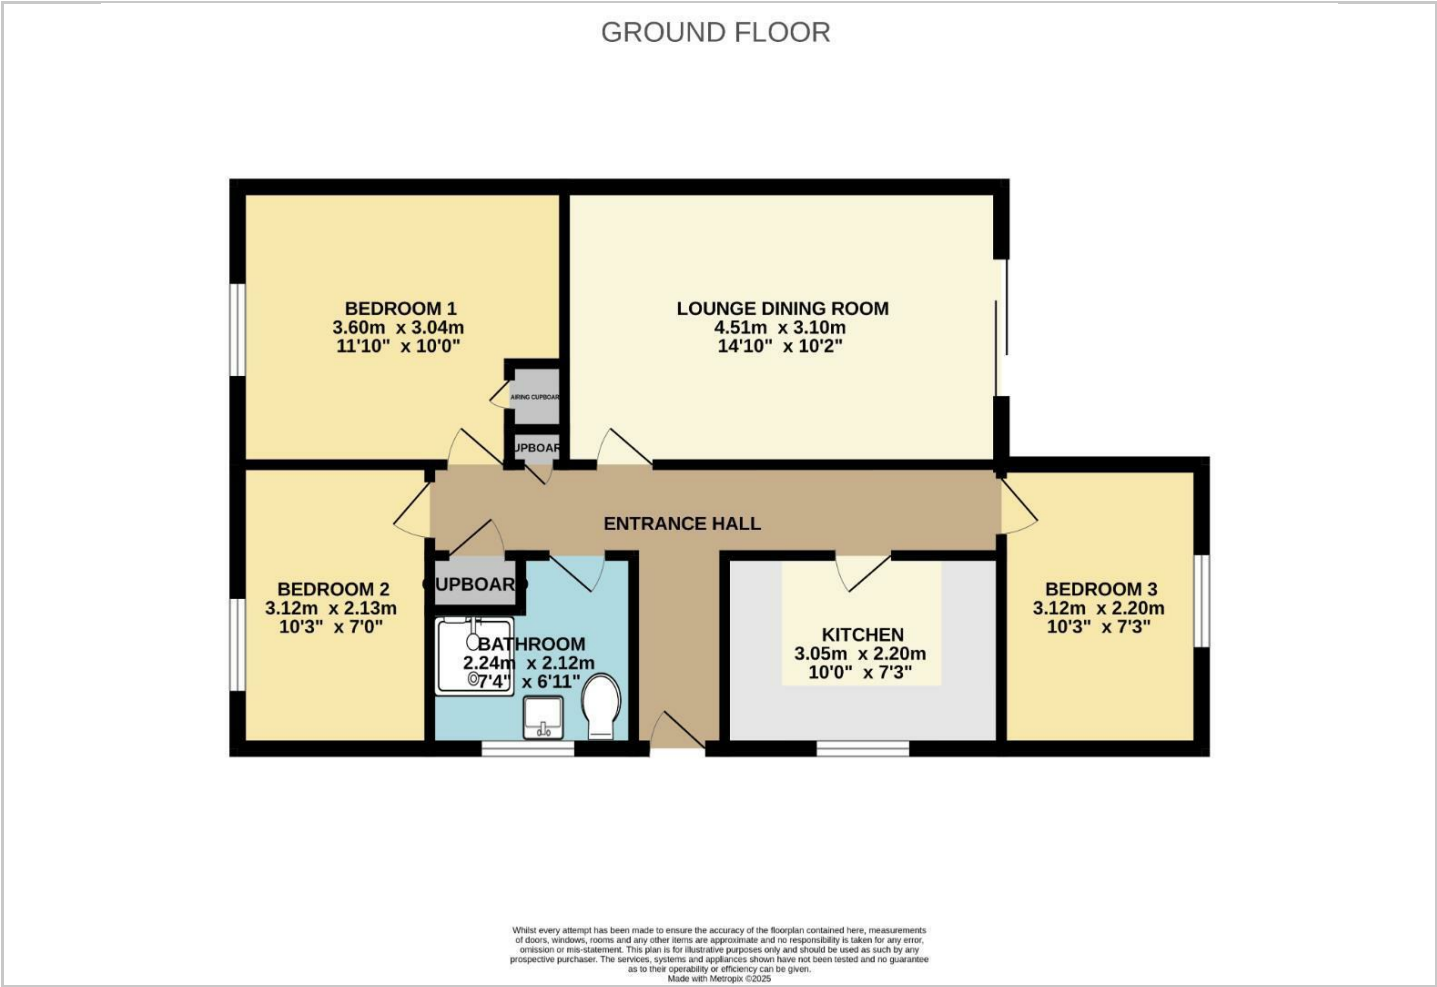 GROUND FLOOR
BEDROOM 1
3.60m x 3.04m
11'10" x 10'0"
LOUNGE DINING ROOM
4.51m x 3.10m
14'10" x 10'2"
AIRING CUPBOAR
UPBOAR
ENTRANCE HALL
CUPBOARD
BEDROOM 2
3.12m x 2.13m
10'3" x 7'0"
BATHROOM
2.24m x 2.12m
7'4" x 6'11"
KITCHEN
3.05m x 2.20m
10'0" x 7'3"
BEDROOM 3
3.12m x 2.20m
10'3" x 7'3"
Whilst every attempt has been made to ensure the accuracy of the floorplan contained here, measurements
of doors, windows, rooms and any other items are approximate and no responsibility is taken for any error,
omission or mis-statement. This plan is for illustrative purposes only and should be used as such by any
prospective purchaser. The services, systems and appliances shown have not been tested and no guarantee
as to their operability or efficiency can be given.
Made with Metropix ©2025